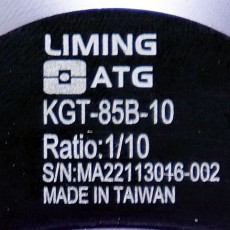 LIMING
ATG
KGT-85B-10
Ratio:1/10
S/N:MA22113016-002
MADE IN TAIWAN